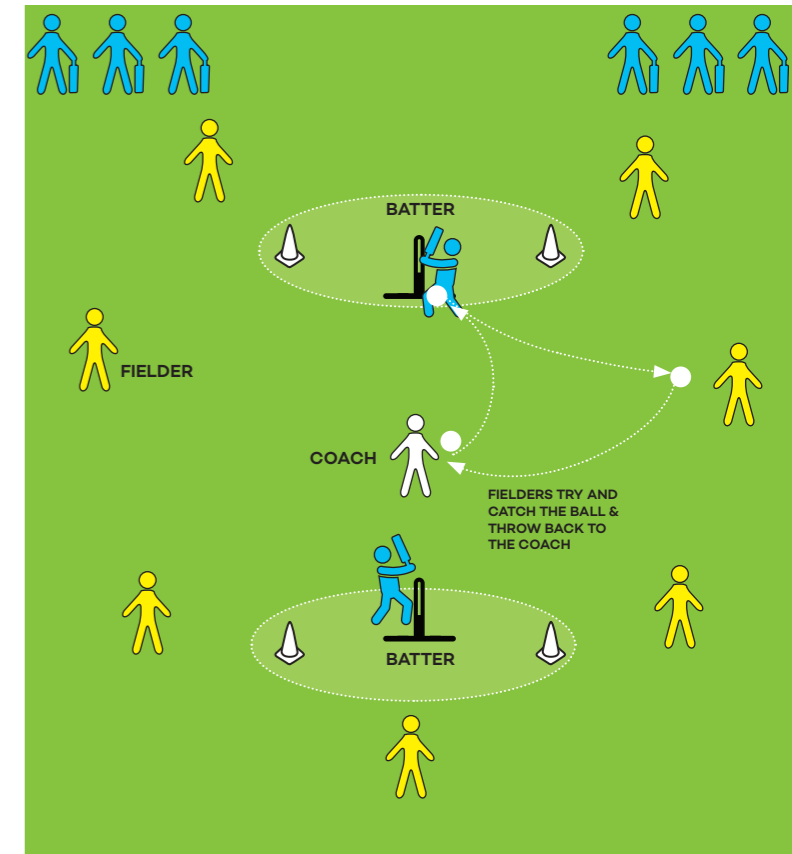 BATTER
FIELDER
COACH
FIELDERS TRY AND
CATCH THE BALL &
THROW BACK TO
THE COACH
BATTER